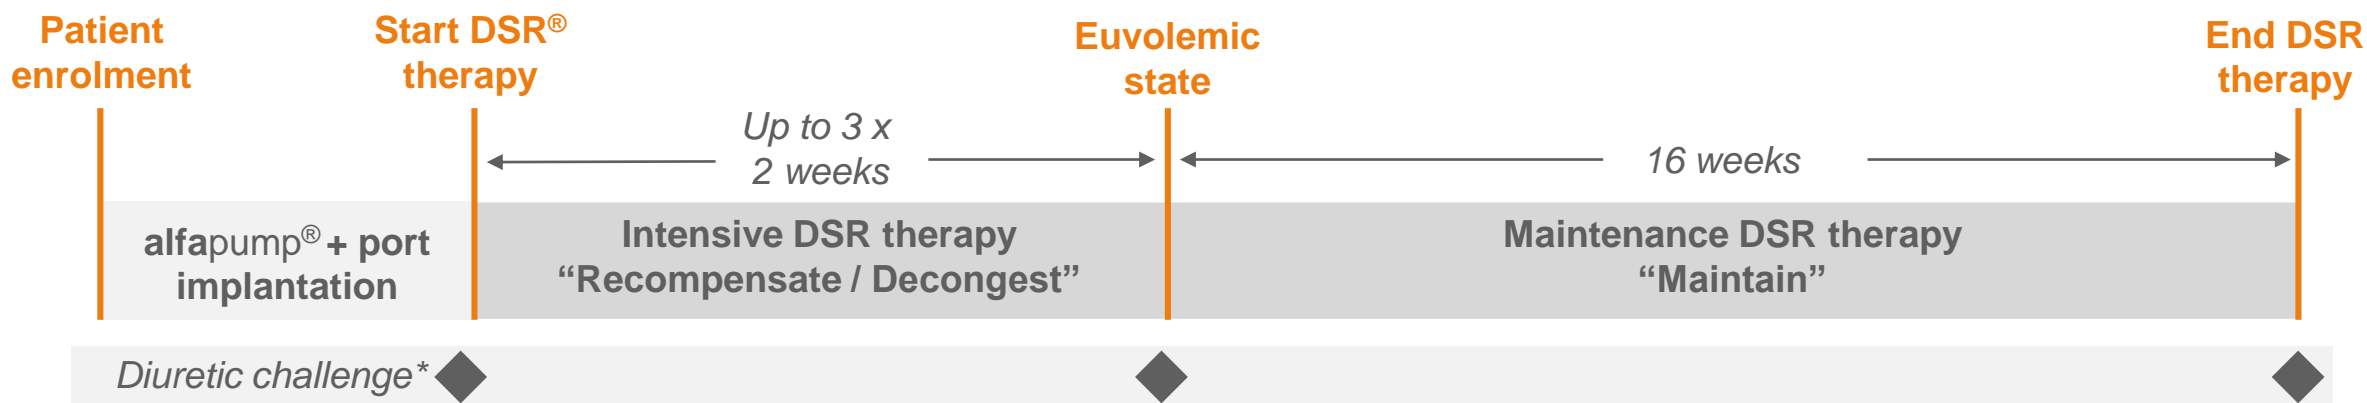 Patient
enrolment
Start DSR®
therapy
Euvolemic
state
End DSR
therapy
Up to 3 x
2 weeks
16 weeks
alfapump® + port
implantation
Intensive DSR therapy
“Recompensate / Decongest”
Maintenance DSR therapy
“Maintain”
Diuretic challenge*